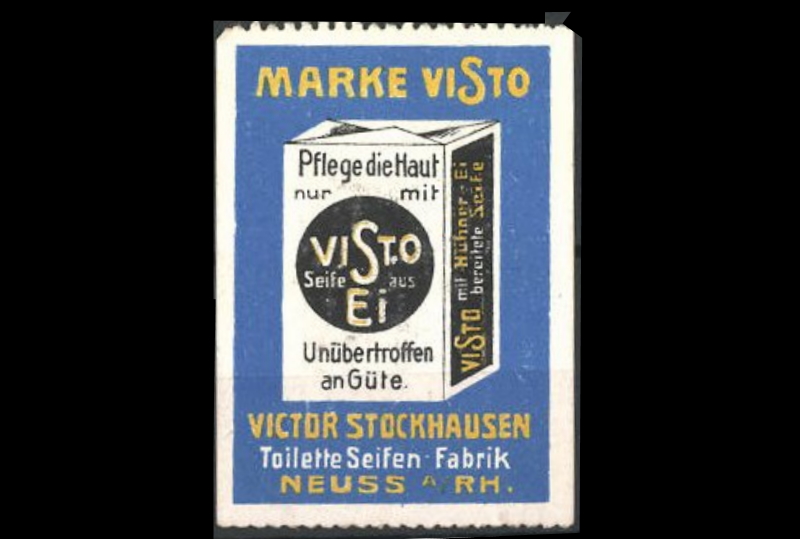 MARKE VISTO
Pflege die Haut
nur mit
VISTO
Seife aus
Ei
Unübertroffen
an Güte.
VISTO mit Hühner-Ei
bereitete Seife
VICTOR STOCKHAUSEN
Toilette Seifen-Fabrik
NEUSS A/RH.